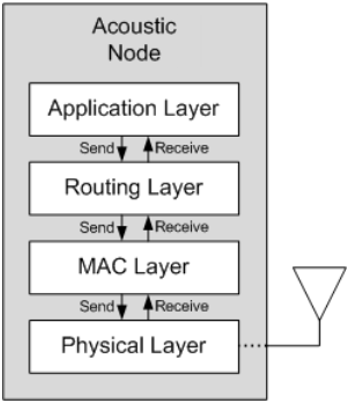 Acoustic
Node
Application Layer
Send Receive
Routing Layer
Send Receive
MAC Layer
Send Receive
Physical Layer